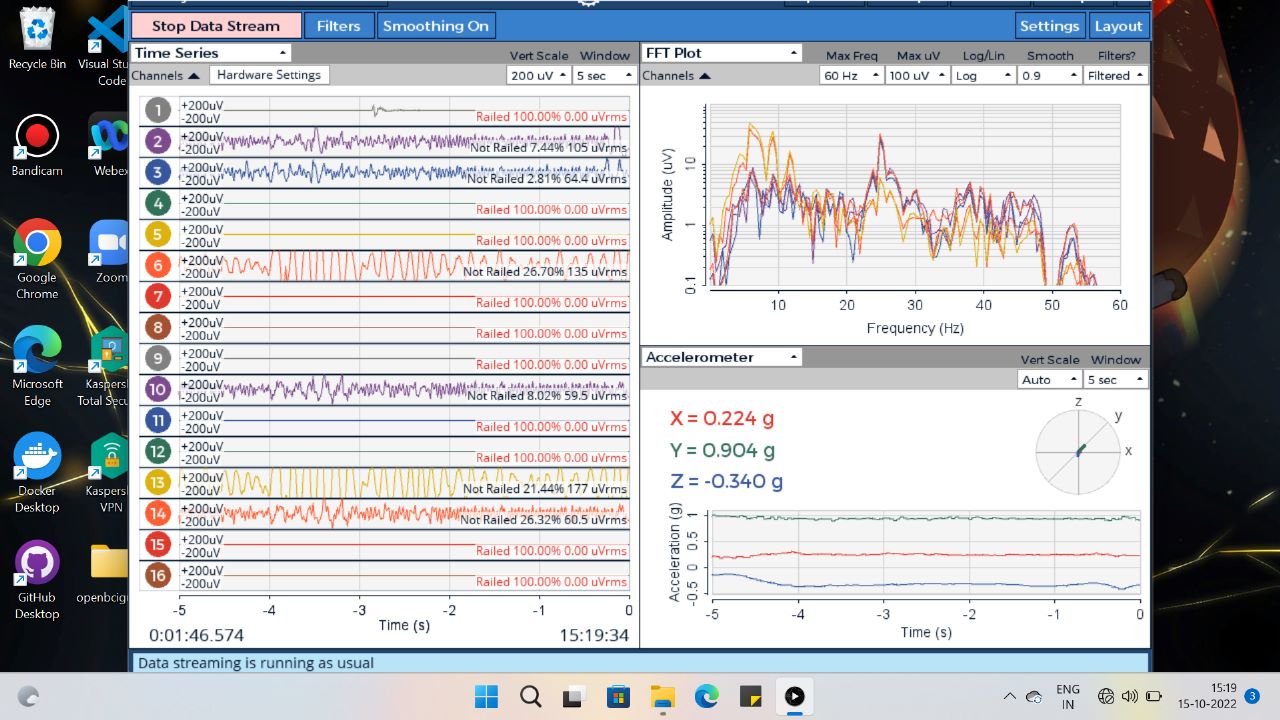 Stop Data Stream Filters Smoothing On Settings Layout
Recycle Bin
Visual Stu
Code
Bandicam
Webex
Google
Chrome
Zoom
Microsoft
Edge
Kaspers
Total Secu
Docker
Desktop
Kaspersk
VPN
GitHub
Desktop
openbcigu
Time Series
Vert Scale Window
Channels Hardware Settings 200 uV 5 sec
1 +200uV -200uV Railed 100.00% 0.00 uVrms
2 +200uV -200uV Not Railed 7.44% 105 uVrms
3 +200uV -200uV Not Railed 2.81% 64.4 uVrms
4 +200uV -200uV Railed 100.00% 0.00 uVrms
5 +200uV -200uV Railed 100.00% 0.00 uVrms
6 +200uV -200uV Not Railed 26.70% 135 uVrms
7 +200uV -200uV Railed 100.00% 0.00 uVrms
8 +200uV -200uV Railed 100.00% 0.00 uVrms
9 +200uV -200uV Railed 100.00% 0.00 uVrms
10 +200uV -200uV Not Railed 8.02% 59.5 uVrms
11 +200uV -200uV Railed 100.00% 0.00 uVrms
12 +200uV -200uV Railed 100.00% 0.00 uVrms
13 +200uV -200uV Not Railed 21.44% 177 uVrms
14 +200uV -200uV Not Railed 26.32% 60.5 uVrms
15 +200uV -200uV Railed 100.00% 0.00 uVrms
16 +200uV -200uV Railed 100.00% 0.00 uVrms
-5 -4 -3 -2 -1 0
Time (s)
0:01:46.574 15:19:34
FFT Plot
Max Freq Max uV Log/Lin Smooth Filters?
Channels 60 Hz 100 uV Log 0.9 Filtered
Amplitude (uV)
10
1
0.1
10 20 30 40 50 60
Frequency (Hz)
Accelerometer
Vert Scale Window
Auto 5 sec
X = 0.224 g
Y = 0.904 g
Z = -0.340 g
z
y
x
Acceleration (g)
1
0.5
0
-0.5
-5 -4 -3 -2 -1 0
Time (s)
Data streaming is running as usual
ENG
IN
15:19
15-10-2022
3